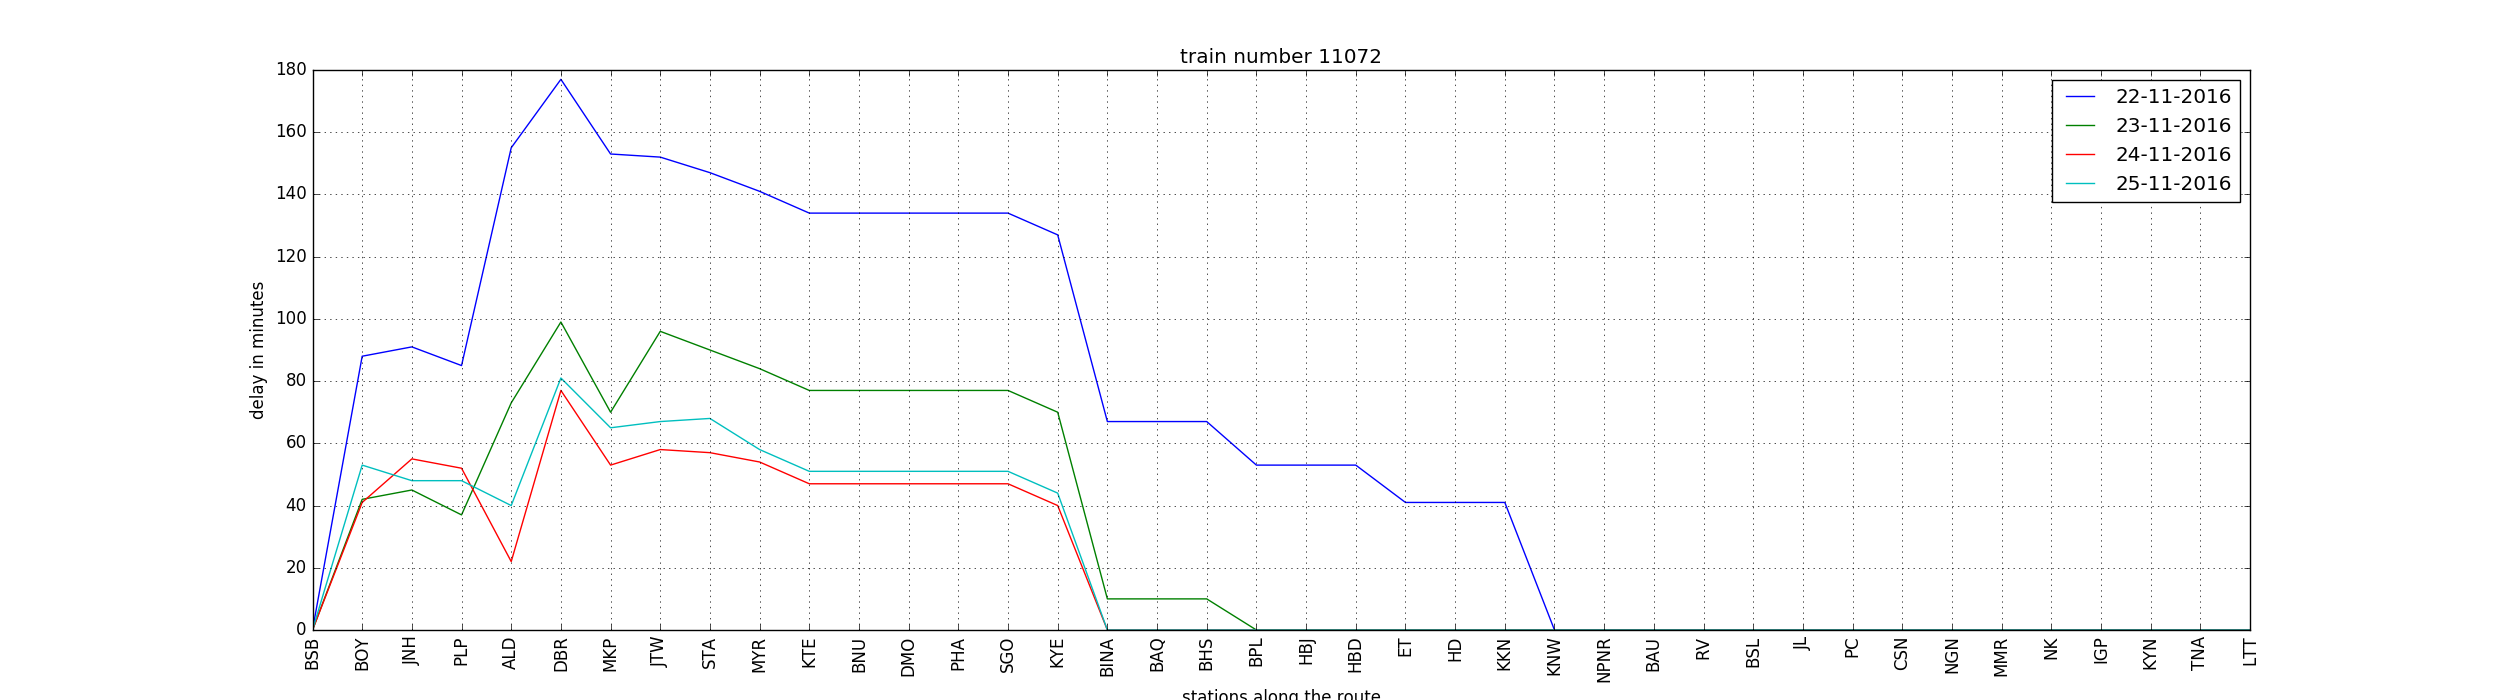 train number 11072
180
160
140
120
100
80
60
40
20
0
delay in minutes
22-11-2016
23-11-2016
24-11-2016
25-11-2016
BSB
BOY
JNH
PLP
ALD
DBR
MKP
JTW
STA
MYR
KTE
BNU
DMO
PHA
SGO
KYE
BINA
BAQ
BHS
BPL
HBJ
HBD
ET
HD
KKN
KNW
NPNR
BAU
RV
BSL
JL
PC
CSN
NGN
MMR
NK
IGP
KYN
TNA
LTT
stations along the route